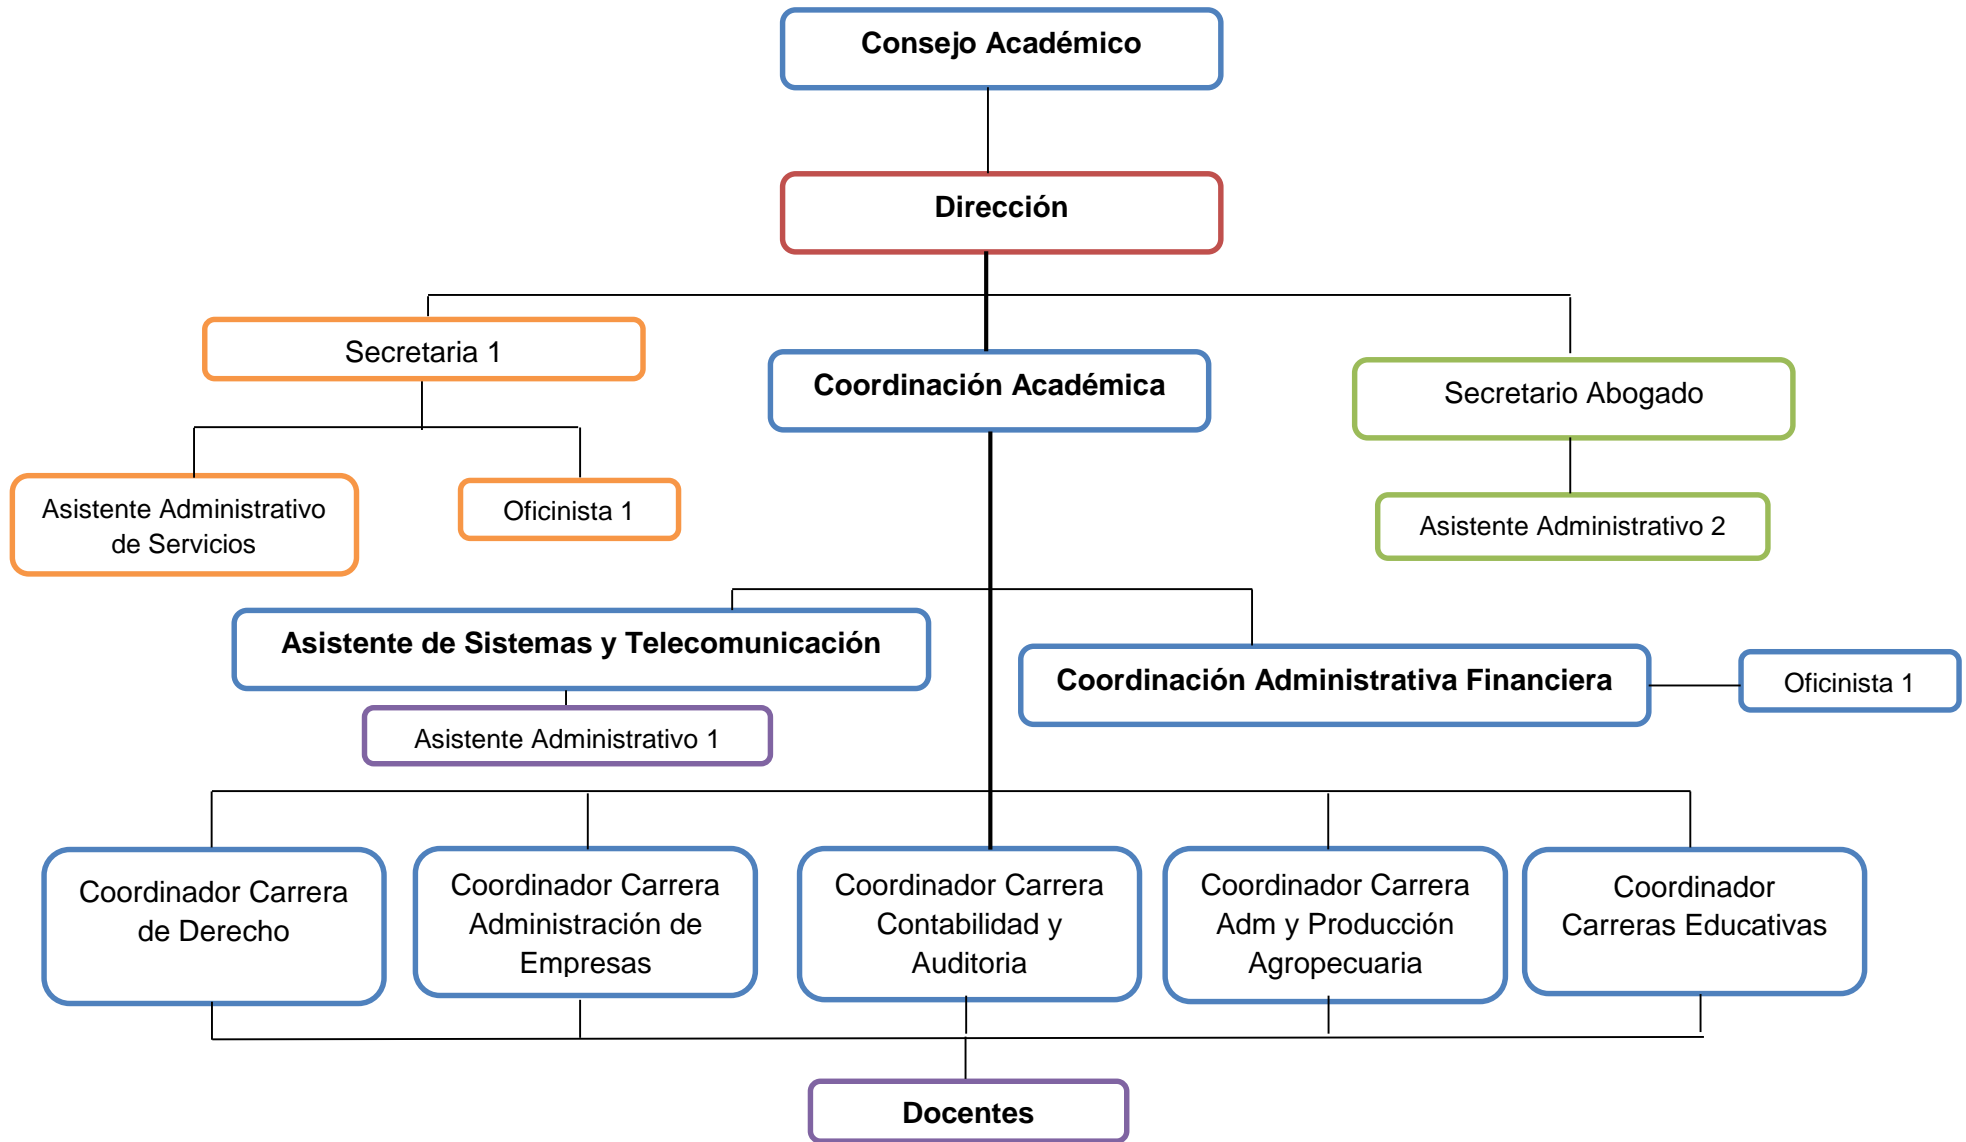 Consejo Académico
Dirección
Secretaria 1
Coordinación Académica
Secretario Abogado
Asistente Administrativo
de Servicios
Oficinista 1
Asistente Administrativo 2
Asistente de Sistemas y Telecomunicación
Coordinación Administrativa Financiera
Oficinista 1
Asistente Administrativo 1
Coordinador Carrera
de Derecho
Coordinador Carrera
Administración de
Empresas
Coordinador Carrera
Contabilidad y
Auditoria
Coordinador Carrera
Adm y Producción
Agropecuaria
Coordinador
Carreras Educativas
Docentes